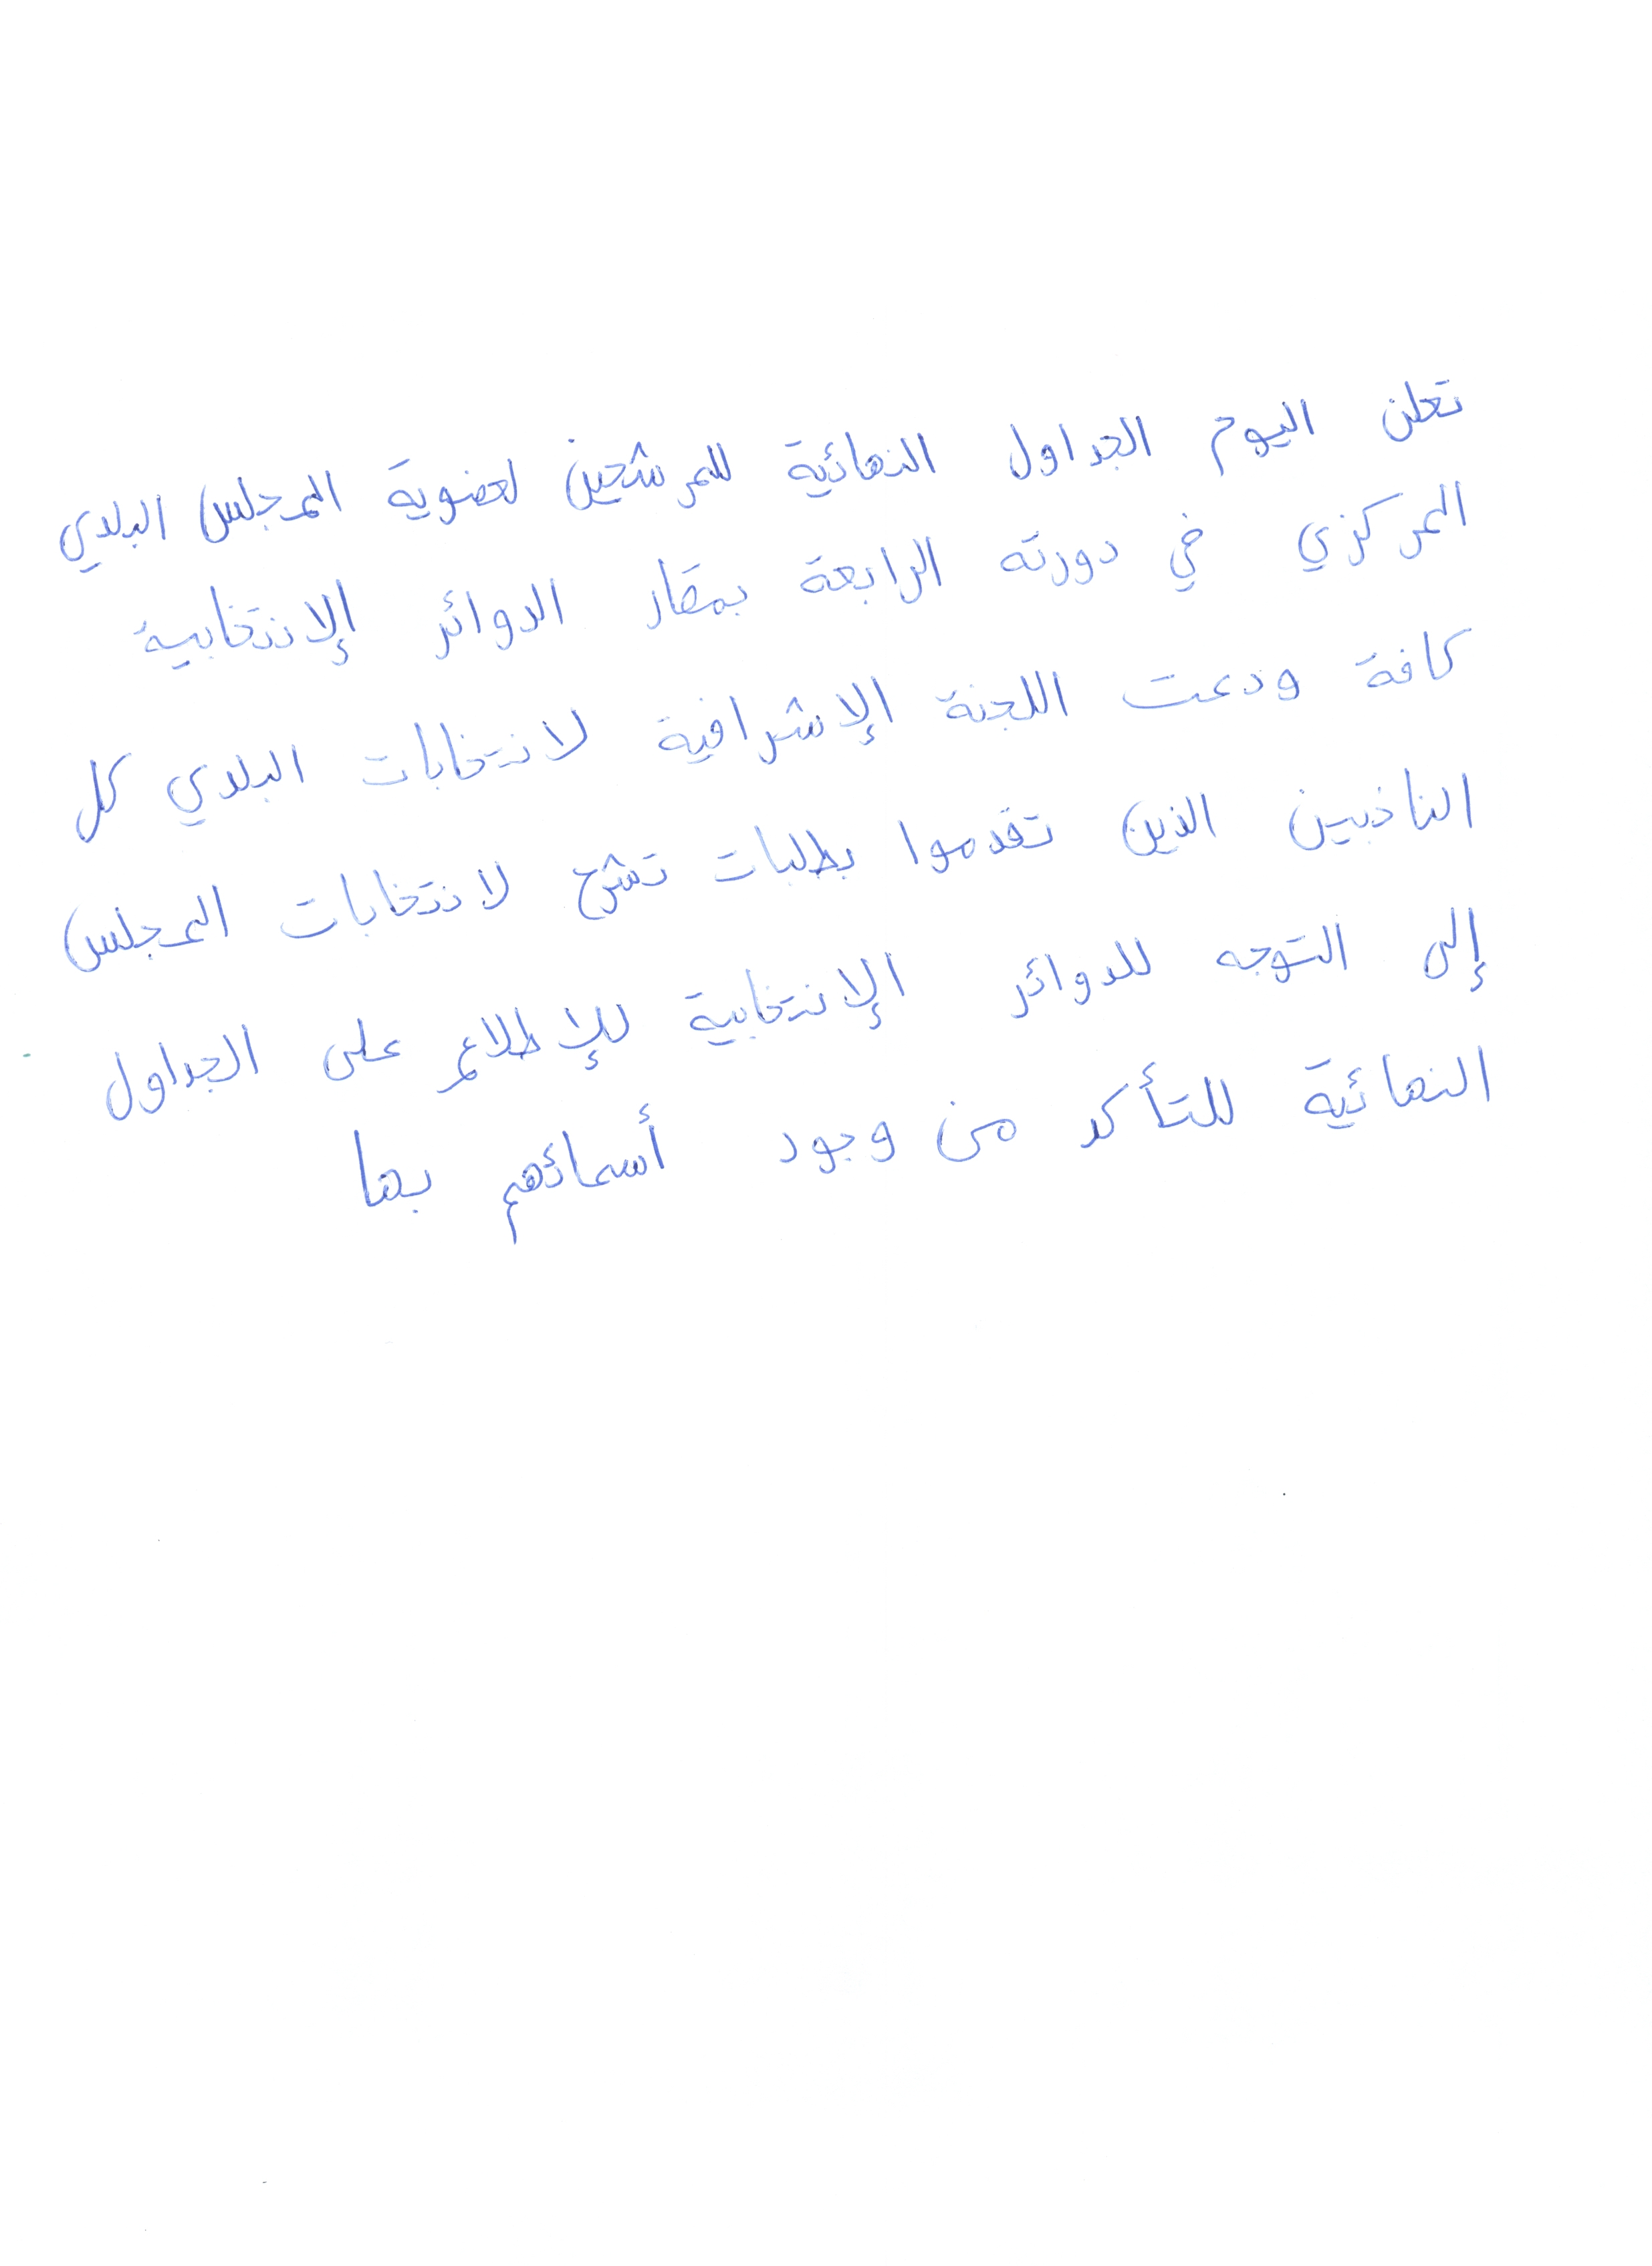 تعلن اليوم الجداول النهائية للمرشحين لعضوية المجلس البلدي
المركزي في دورته الرابعة بمقار الدوائر الإنتخابية
كافة ودعت اللجنة الإشرافية لانتخابات البلدي كل
الناخبين الذين تقدموا بطلبات ترشح لانتخابات المجلس
إلى التوجه للدوائر الإنتخابية للإطلاع على الجداول
النهائية للتأكد من وجود أسمائهم بها